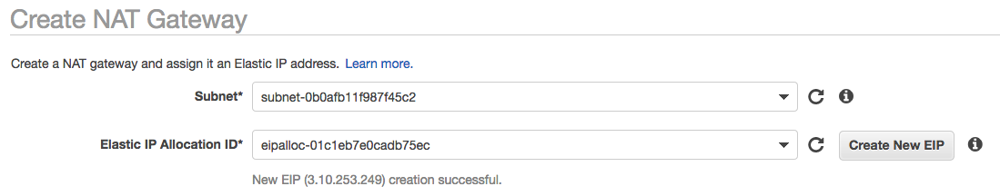 Create NAT Gateway
Create a NAT gateway and assign it an Elastic IP address. Learn more.
Subnet* subnet-0b0afb11f987f45c2
Elastic IP Allocation ID* eipalloc-01c1eb7e0cadb75ec Create New EIP
New EIP (3.10.253.249) creation successful.